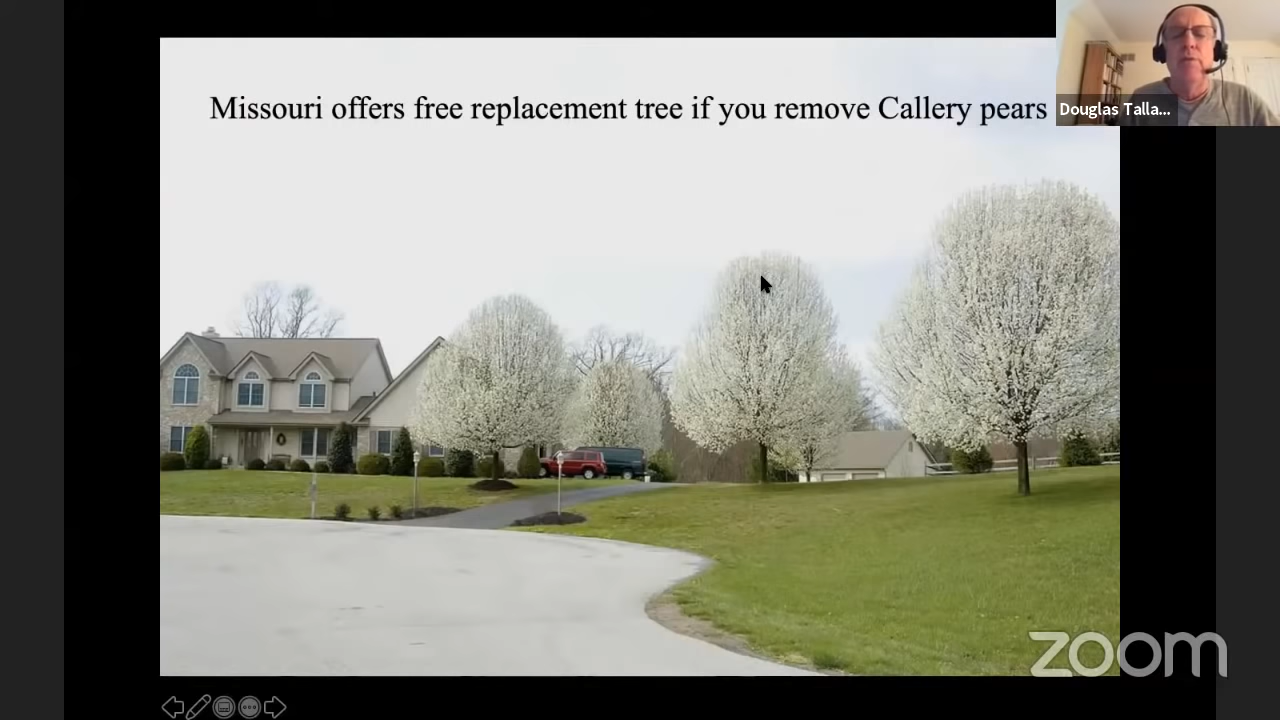 Missouri offers free replacement tree if you remove Callery pears
Douglas Talla...
zoom